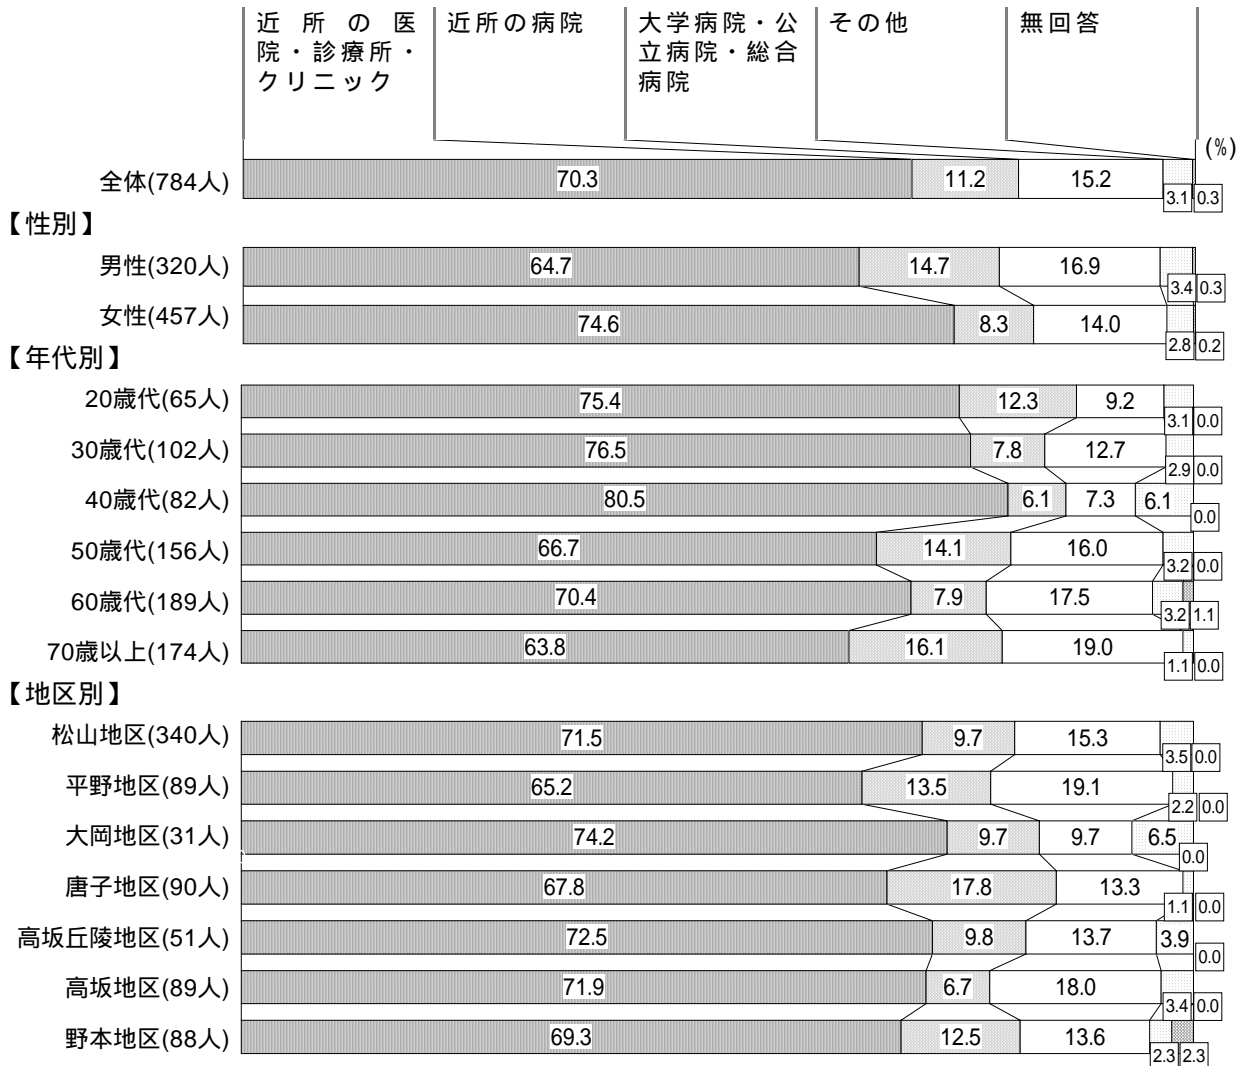 近所の医院・診療所・クリニック
近所の病院
大学病院・公立病院・総合病院
その他
無回答
(%)
全体(784人) 70.3 11.2 15.2 3.1 0.3
【性別】
男性(320人) 64.7 14.7 16.9 3.4 0.3
女性(457人) 74.6 8.3 14.0 2.8 0.2
【年代別】
20歳代(65人) 75.4 12.3 9.2 3.1 0.0
30歳代(102人) 76.5 7.8 12.7 2.9 0.0
40歳代(82人) 80.5 6.1 7.3 6.1 0.0
50歳代(156人) 66.7 14.1 16.0 3.2 0.0
60歳代(189人) 70.4 7.9 17.5 3.2 1.1
70歳以上(174人) 63.8 16.1 19.0 1.1 0.0
【地区別】
松山地区(340人) 71.5 9.7 15.3 3.5 0.0
平野地区(89人) 65.2 13.5 19.1 2.2 0.0
大岡地区(31人) 74.2 9.7 9.7 6.5 0.0
唐子地区(90人) 67.8 17.8 13.3 1.1 0.0
高坂丘陵地区(51人) 72.5 9.8 13.7 3.9 0.0
高坂地区(89人) 71.9 6.7 18.0 3.4 0.0
野本地区(88人) 69.3 12.5 13.6 2.3 2.3